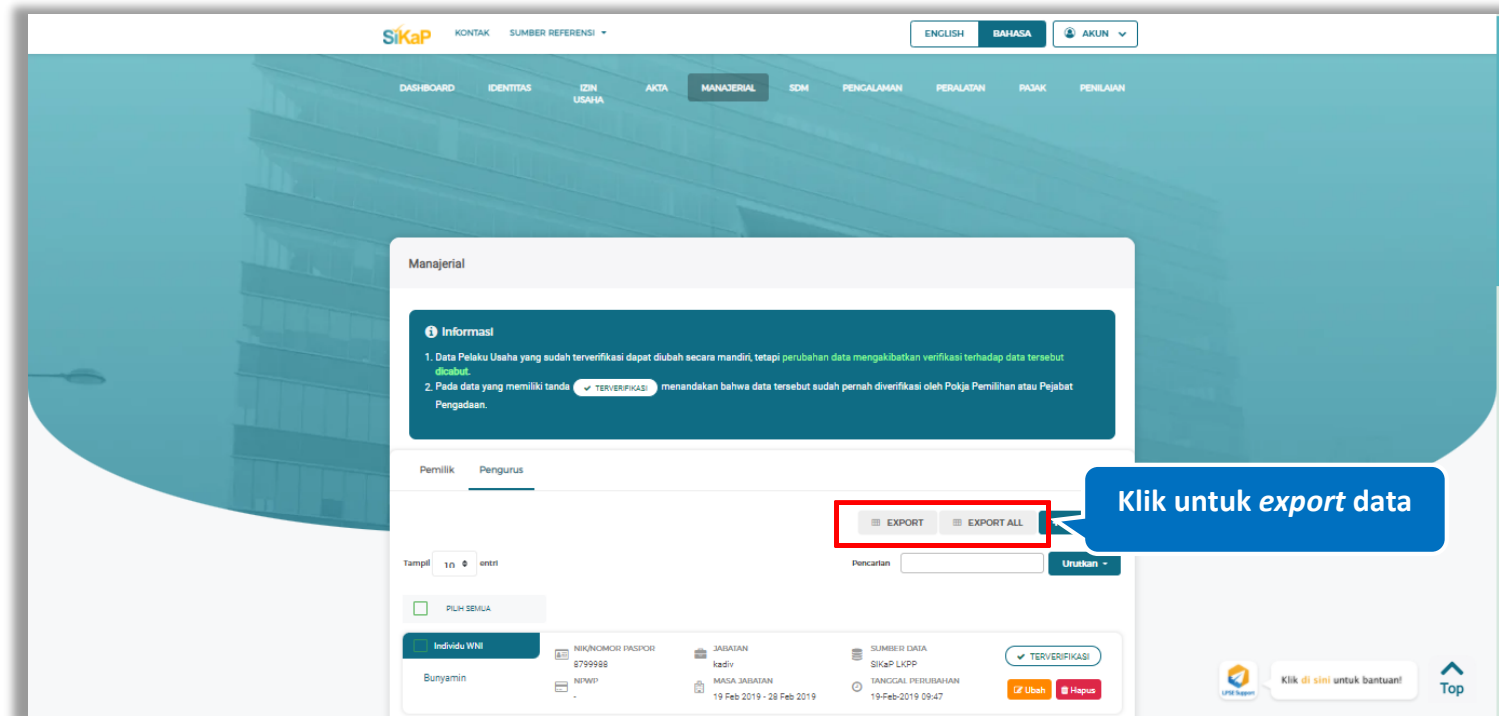 SiKaP KONTAK SUMBER REFERENSI ENGLISH BAHASA AKUN
DASHBOARD IDENTITAS IZIN USAHA AKTA MANAJERIAL SDM PENGALAMAN PERALATAN PAJAK PENILAIAN
Manajerial
Informasi
1. Data Pelaku Usaha yang sudah terverifikasi dapat diubah secara mandiri, tetapi perubahan data mengakibatkan verifikasi terhadap data tersebut
dicabut.
2. Pada data yang memiliki tanda TERVERIFIKASI menandakan bahwa data tersebut sudah pernah diverifikasi oleh Pokja Pemilihan atau Pejabat
Pengadaan.
Pemilik Pengurus
Klik untuk export data
EXPORT EXPORT ALL
Tampil 10 entri Pencarian Urutkan
PILIH SEMUA
Individu WNI NIK/NOMOR PASPOR JABATAN SUMBER DATA TERVERIFIKASI
8799988 kadiv SIKaP LKPP
Bunyamin NPWP MASA JABATAN TANGGAL PERUBAHAN Ubah Hapus
- 19 Feb 2019 - 28 Feb 2019 19-Feb-2019 09:47
LPSE Support Klik di sini untuk bantuan! Top